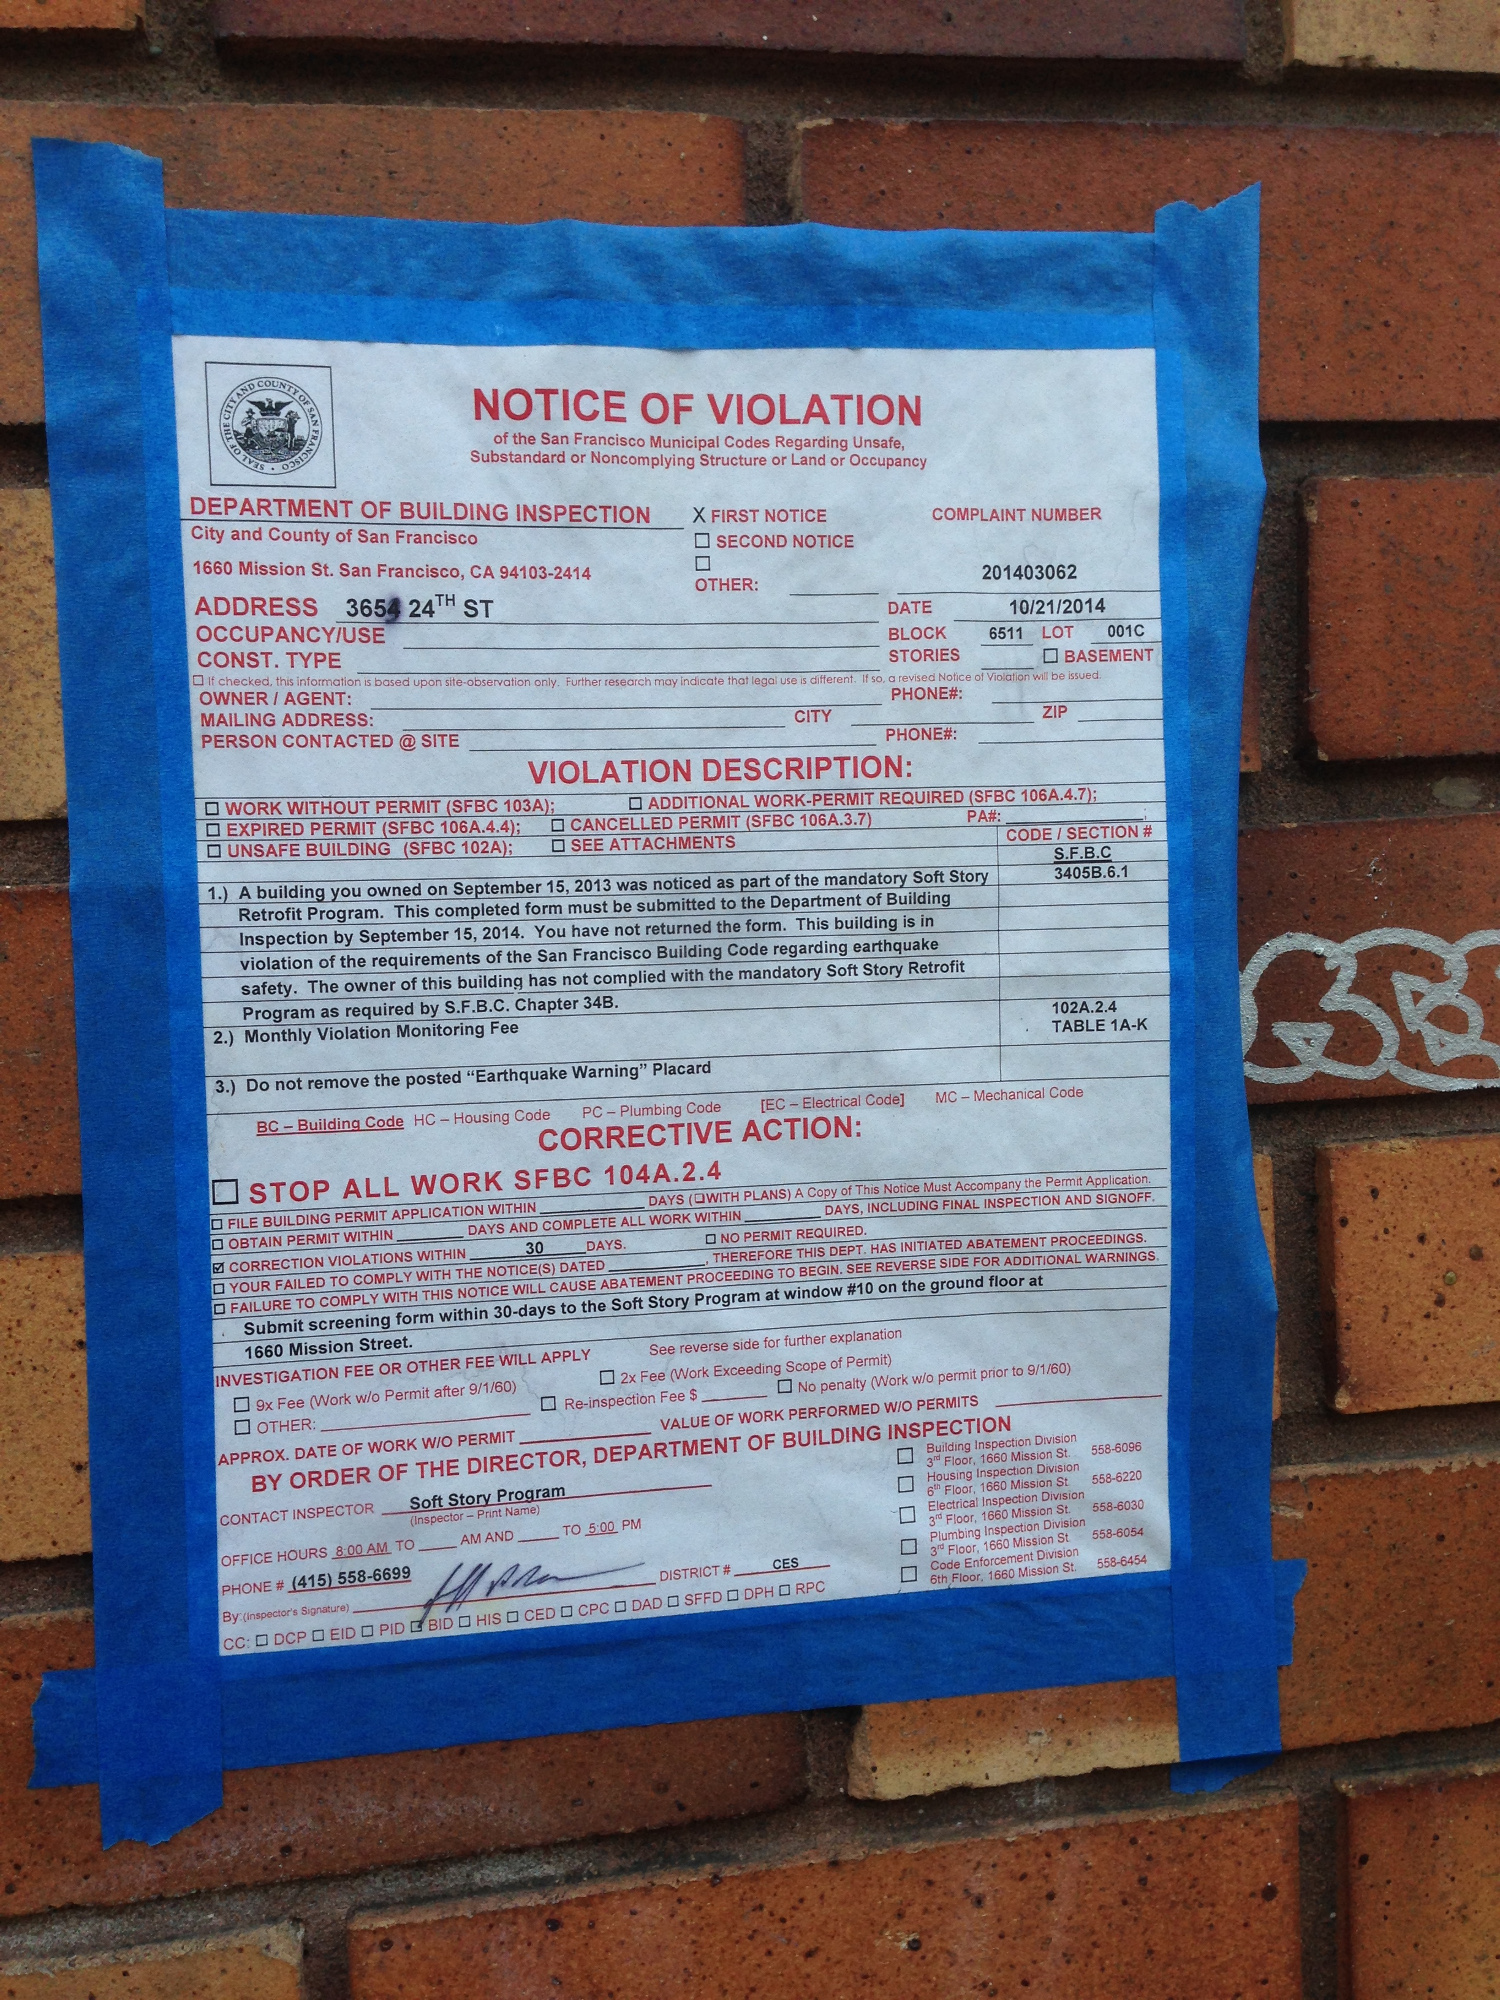 SEAL OF THE CITY AND COUNTY OF SAN FRANCISCO
NOTICE OF VIOLATION
of the San Francisco Municipal Codes Regarding Unsafe,
Substandard or Noncomplying Structure or Land or Occupancy
DEPARTMENT OF BUILDING INSPECTION
X FIRST NOTICE COMPLAINT NUMBER
City and County of San Francisco
☐ SECOND NOTICE
1660 Mission St. San Francisco, CA 94103-2414
☐ OTHER: 201403062
ADDRESS 3654 24TH ST DATE 10/21/2014
OCCUPANCY/USE BLOCK 6511 LOT 001C
CONST. TYPE STORIES ☐ BASEMENT
☐ If checked, this information is based upon site-observation only. Further research may indicate that legal use is different. If so, a revised Notice of Violation will be issued.
OWNER / AGENT: PHONE#:
MAILING ADDRESS: CITY ZIP
PERSON CONTACTED @ SITE PHONE#:
VIOLATION DESCRIPTION:
☐ WORK WITHOUT PERMIT (SFBC 103A); ☐ ADDITIONAL WORK-PERMIT REQUIRED (SFBC 106A.4.7);
☐ EXPIRED PERMIT (SFBC 106A.4.4); ☐ CANCELLED PERMIT (SFBC 106A.3.7) PA#: ;
☐ UNSAFE BUILDING (SFBC 102A); ☐ SEE ATTACHMENTS CODE / SECTION #
S.F.B.C
1.) A building you owned on September 15, 2013 was noticed as part of the mandatory Soft Story 3405B.6.1
Retrofit Program. This completed form must be submitted to the Department of Building
Inspection by September 15, 2014. You have not returned the form. This building is in
violation of the requirements of the San Francisco Building Code regarding earthquake
safety. The owner of this building has not complied with the mandatory Soft Story Retrofit
Program as required by S.F.B.C. Chapter 34B. 102A.2.4
2.) Monthly Violation Monitoring Fee TABLE 1A-K
3.) Do not remove the posted “Earthquake Warning” Placard
BC – Building Code HC – Housing Code PC – Plumbing Code [EC – Electrical Code] MC – Mechanical Code
CORRECTIVE ACTION:
☐ STOP ALL WORK SFBC 104A.2.4
☐ FILE BUILDING PERMIT APPLICATION WITHIN DAYS (☐WITH PLANS) A Copy of This Notice Must Accompany the Permit Application.
☐ OBTAIN PERMIT WITHIN DAYS AND COMPLETE ALL WORK WITHIN DAYS, INCLUDING FINAL INSPECTION AND SIGNOFF.
☑ CORRECTION VIOLATIONS WITHIN 30 DAYS. ☐ NO PERMIT REQUIRED.
☐ YOUR FAILED TO COMPLY WITH THE NOTICE(S) DATED , THEREFORE THIS DEPT. HAS INITIATED ABATEMENT PROCEEDINGS.
☐ FAILURE TO COMPLY WITH THIS NOTICE WILL CAUSE ABATEMENT PROCEEDING TO BEGIN. SEE REVERSE SIDE FOR ADDITIONAL WARNINGS.
Submit screening form within 30-days to the Soft Story Program at window #10 on the ground floor at
1660 Mission Street.
INVESTIGATION FEE OR OTHER FEE WILL APPLY See reverse side for further explanation
☐ 9x Fee (Work w/o Permit after 9/1/60) ☐ 2x Fee (Work Exceeding Scope of Permit)
☐ OTHER: ☐ Re-inspection Fee $ ☐ No penalty (Work w/o permit prior to 9/1/60)
APPROX. DATE OF WORK W/O PERMIT VALUE OF WORK PERFORMED W/O PERMITS
BY ORDER OF THE DIRECTOR, DEPARTMENT OF BUILDING INSPECTION
CONTACT INSPECTOR Soft Story Program
(Inspector – Print Name)
OFFICE HOURS 8:00 AM TO AM AND TO 5:00 PM
PHONE # (415) 558-6699 DISTRICT # CES
By:(Inspector's Signature)
CC: ☐ DCP ☐ EID ☐ PID ☐ BID ☐ HIS ☐ CED ☐ CPC ☐ DAD ☐ SFFD ☐ DPH ☐ RPC
☐ Building Inspection Division
3rd Floor, 1660 Mission St. 558-6096
☐ Housing Inspection Division
6th Floor, 1660 Mission St. 558-6220
☐ Electrical Inspection Division
3rd Floor, 1660 Mission St. 558-6030
☐ Plumbing Inspection Division
3rd Floor, 1660 Mission St. 558-6054
☐ Code Enforcement Division
6th Floor, 1660 Mission St. 558-6454